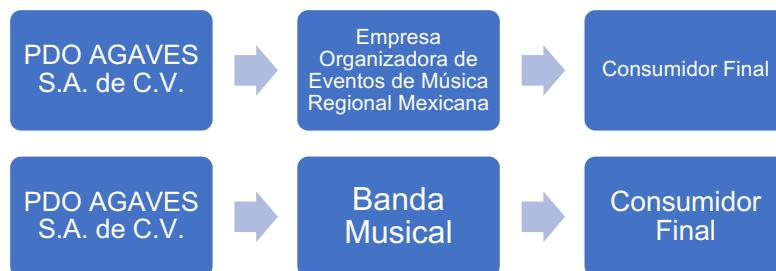 PDO AGAVES
S.A. de C.V.
Empresa
Organizadora de
Eventos de Música
Regional Mexicana
Consumidor Final
PDO AGAVES
S.A. de C.V.
Banda
Musical
Consumidor
Final